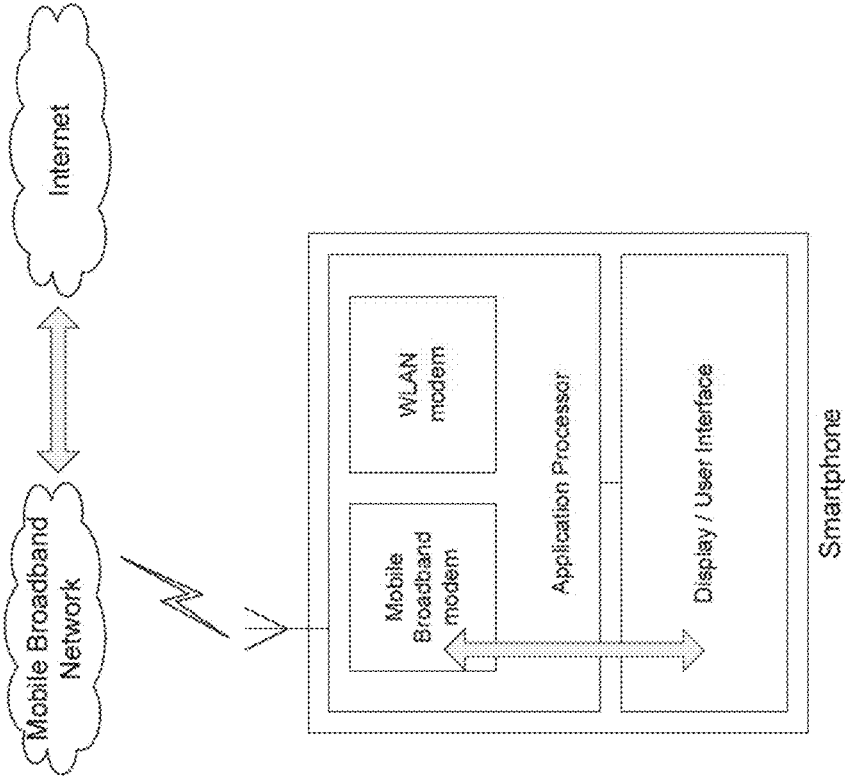 Mobile Broadband
Network
Internet
Mobile
Broadband
modem
WLAN
modem
Application Processor
Display / User Interface
Smartphone